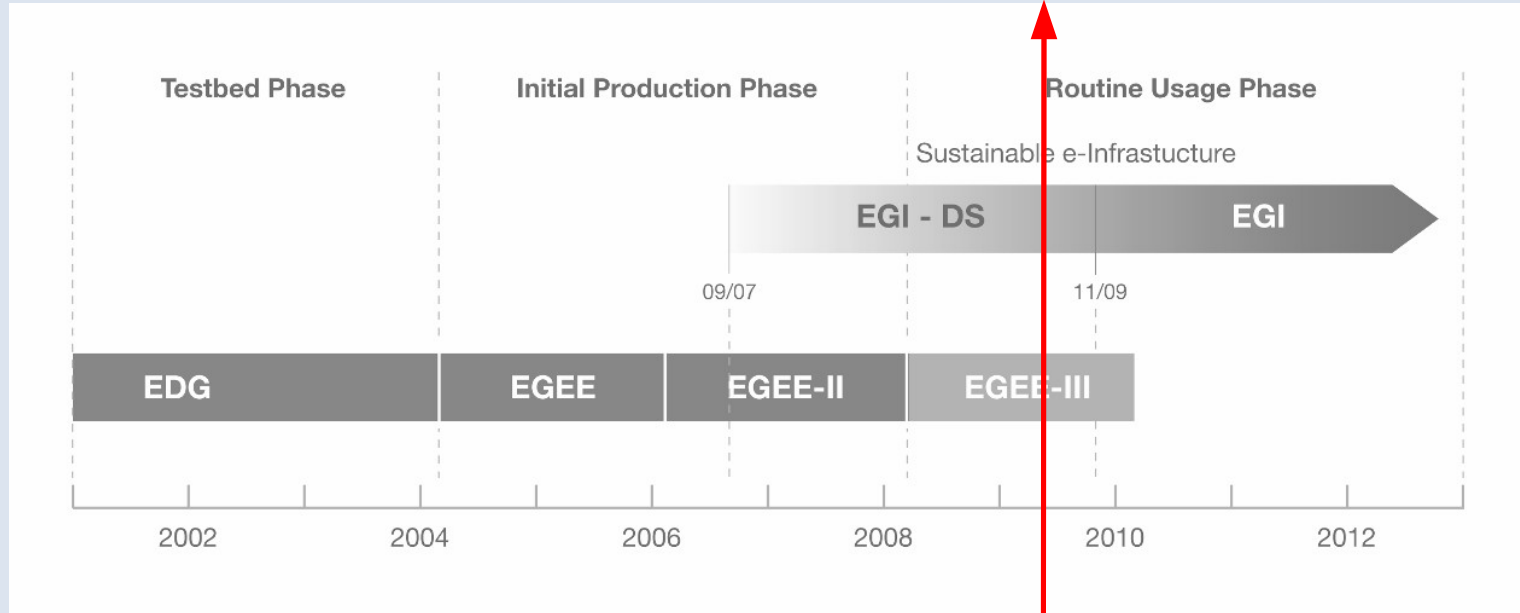 Testbed Phase
Initial Production Phase
Routine Usage Phase
Sustainable e-Infrastucture
EGI - DS
EGI
09/07
11/09
EDG
EGEE
EGEE-II
EGEE-III
2002
2004
2006
2008
2010
2012